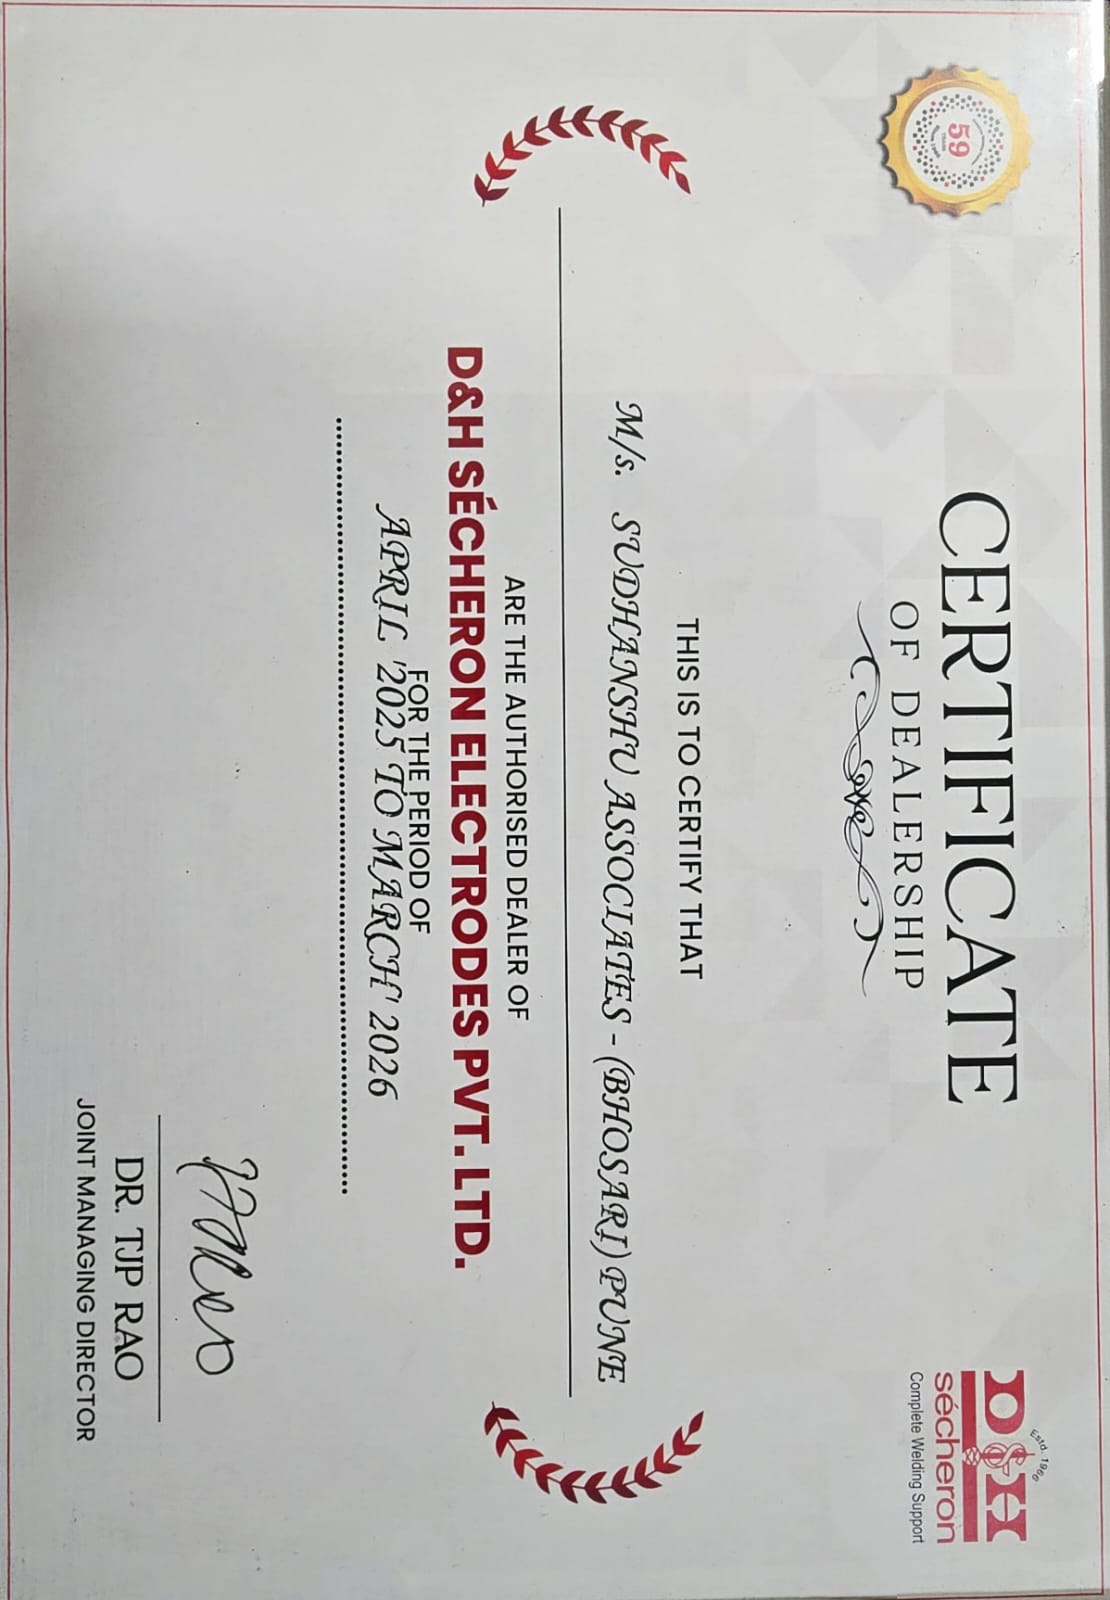 59
Estd. 1966
D&H
sécheron
Complete Welding Support
CERTIFICATE
OF DEALERSHIP
THIS IS TO CERTIFY THAT
M/s. SUDHANSHU ASSOCIATES - (BHOSARI) PUNE
ARE THE AUTHORISED DEALER OF
D&H SÉCHERON ELECTRODES PVT. LTD.
FOR THE PERIOD OF
APRIL '2025 TO MARCH' 2026
DR. TJP RAO
JOINT MANAGING DIRECTOR